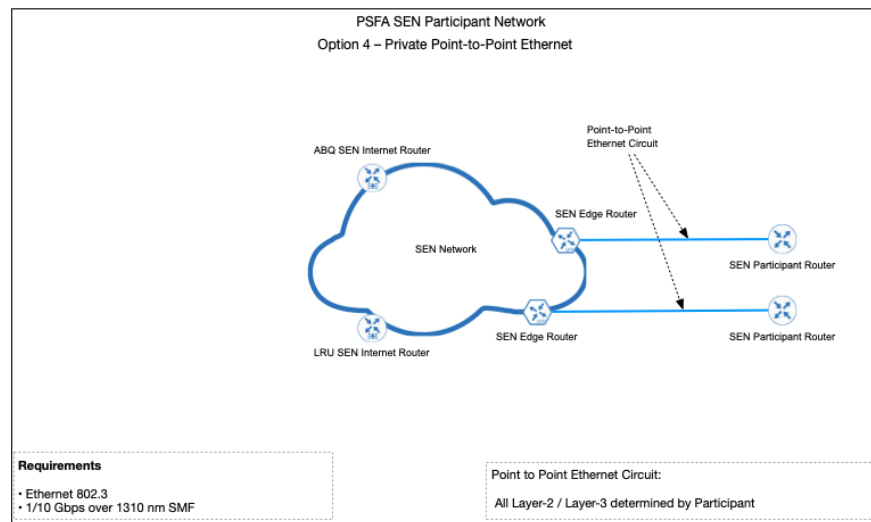 PSFA SEN Participant Network
Option 4 – Private Point-to-Point Ethernet
Point-to-Point
Ethernet Circuit
ABQ SEN Internet Router
SEN Edge Router
SEN Network
SEN Participant Router
SEN Edge Router
SEN Participant Router
LRU SEN Internet Router
Requirements
• Ethernet 802.3
• 1/10 Gbps over 1310 nm SMF
Point to Point Ethernet Circuit:
All Layer-2 / Layer-3 determined by Participant